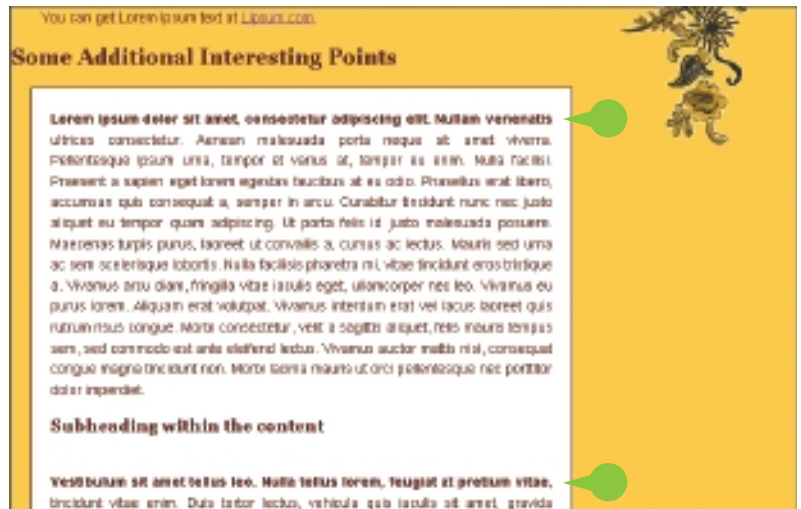 You can get Lorem Ipsum text at Lipsum.com.
Some Additional Interesting Points
Lorem ipsum dolor sit amet, consectetur adipiscing elit. Nullam venenatis
ultrices consectetur. Aenean malesuada porta neque sit amet viverra.
Pellentesque ipsum urna, tempor et varius at, tempor eu enim. Nulla facilisi.
Praesent a sapien eget lorem egestas faucibus at eu odio. Phasellus erat libero,
accumsan quis consequat a, semper in arcu. Curabitur tincidunt nunc nec justo
aliquet eu tempor quam adipiscing. Ut porta felis id justo malesuada posuere.
Maecenas turpis purus, laoreet ut convallis a, cursus ac lectus. Mauris sed urna
ac sem scelerisque lobortis. Nulla facilisis pharetra mi, vitae tincidunt eros tristique
a. Vivamus arcu diam, fringilla vitae iaculis eget, ullamcorper nec leo. Vivamus eu
purus lorem. Aliquam erat volutpat. Vivamus interdum erat vel lacus laoreet quis
rutrum risus congue. Morbi consectetur, velit a sagittis aliquet, felis mauris tempus
sem, sed commodo est ante eleifend lectus. Vivamus auctor mattis nisl, consequat
congue magna tincidunt non. Morbi lacinia mauris ut orci pellentesque nec porttitor
dolor imperdiet.
Subheading within the content
Vestibulum sit amet tellus leo. Nulla tellus lorem, feugiat at pretium vitae,
tincidunt vitae enim. Duis tortor lectus, vehicula quis iaculis sit amet, gravida